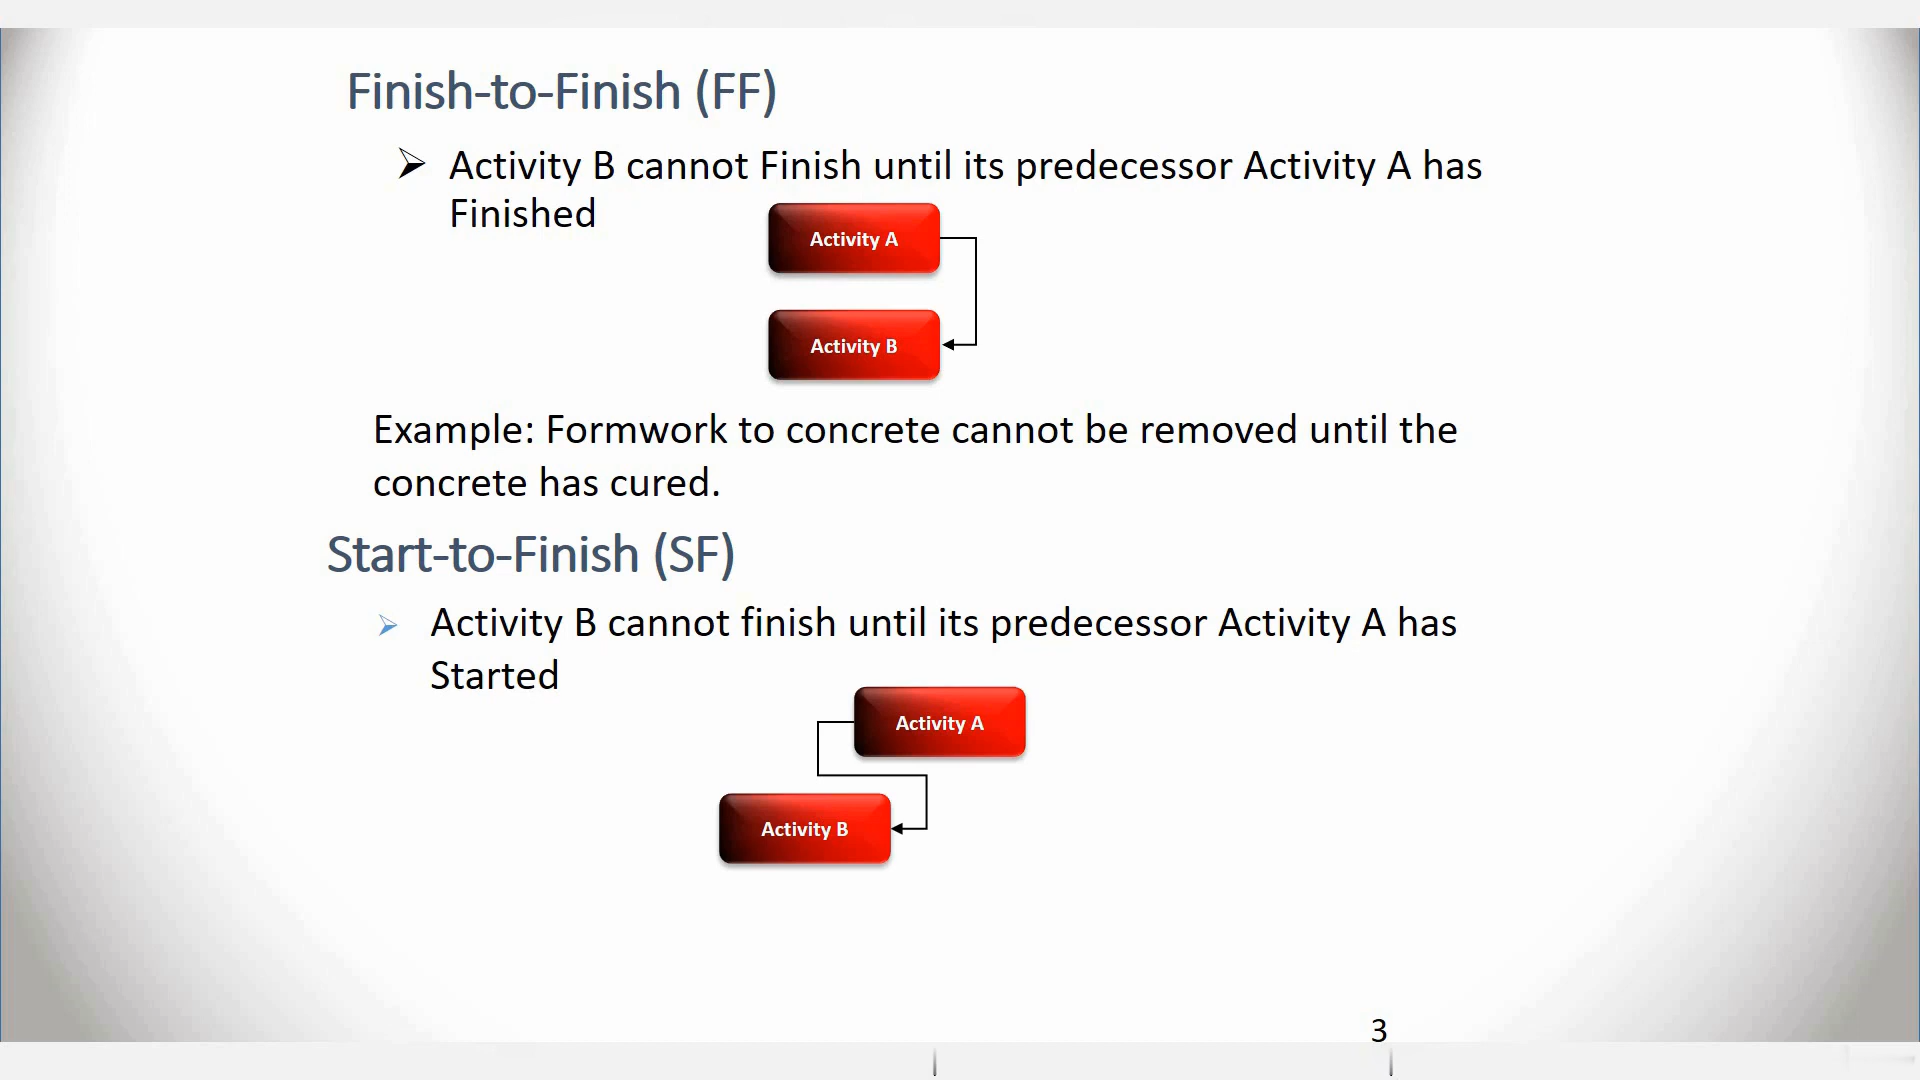 Finish-to-Finish (FF)
Activity B cannot Finish until its predecessor Activity A has
Finished
Activity A
Activity B
Example: Formwork to concrete cannot be removed until the
concrete has cured.
Start-to-Finish (SF)
Activity B cannot finish until its predecessor Activity A has
Started
Activity A
Activity B
3